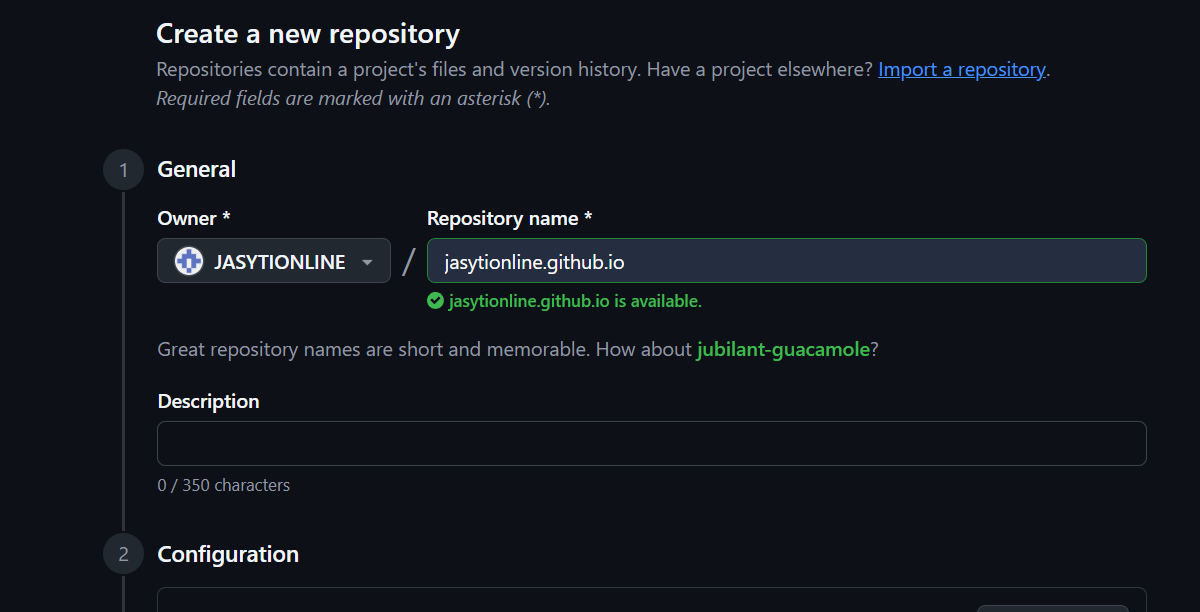 Create a new repository
Repositories contain a project's files and version history. Have a project elsewhere? Import a repository.
Required fields are marked with an asterisk (*).
1 General
Owner * Repository name *
JASYTIONLINE / jasytionline.github.io
jasytionline.github.io is available.
Great repository names are short and memorable. How about jubilant-guacamole?
Description
0 / 350 characters
2 Configuration